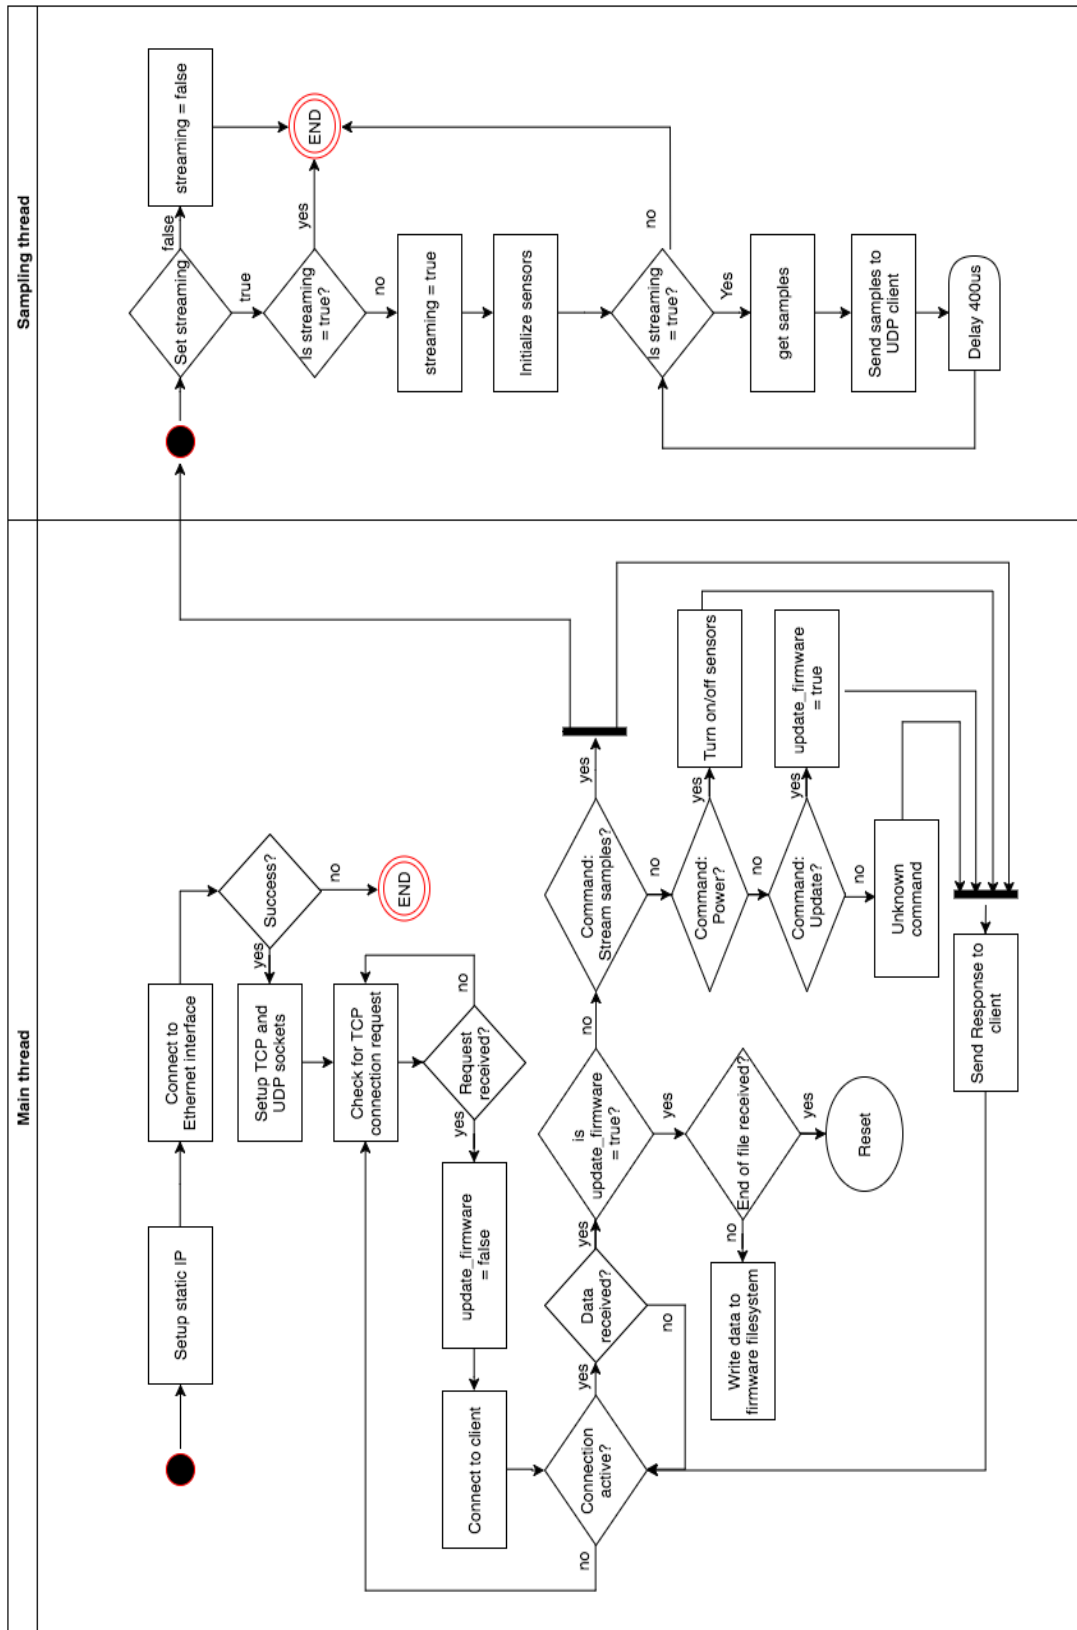 Main thread
Sampling thread
Setup static IP
Connect to
Ethernet interface
Success?
yes
no
END
Setup TCP and
UDP sockets
Check for TCP
connection request
Request
received?
no
yes
update_firmware
= false
Connect to client
Connection
active?
no
yes
Data
received?
no
yes
is
update_firmware
= true?
no
yes
End of file received?
no
yes
Write data to
firmware filesystem
Reset
Command:
Stream samples?
yes
no
Command:
Power?
yes
no
Turn on/off sensors
Command:
Update?
yes
no
update_firmware
= true
Unknown
command
Send Response to
client
Set streaming
false
true
streaming = false
END
Is streaming
= true?
yes
no
streaming = true
Initialize sensors
Is streaming
= true?
no
Yes
get samples
Send samples to
UDP client
Delay 400us